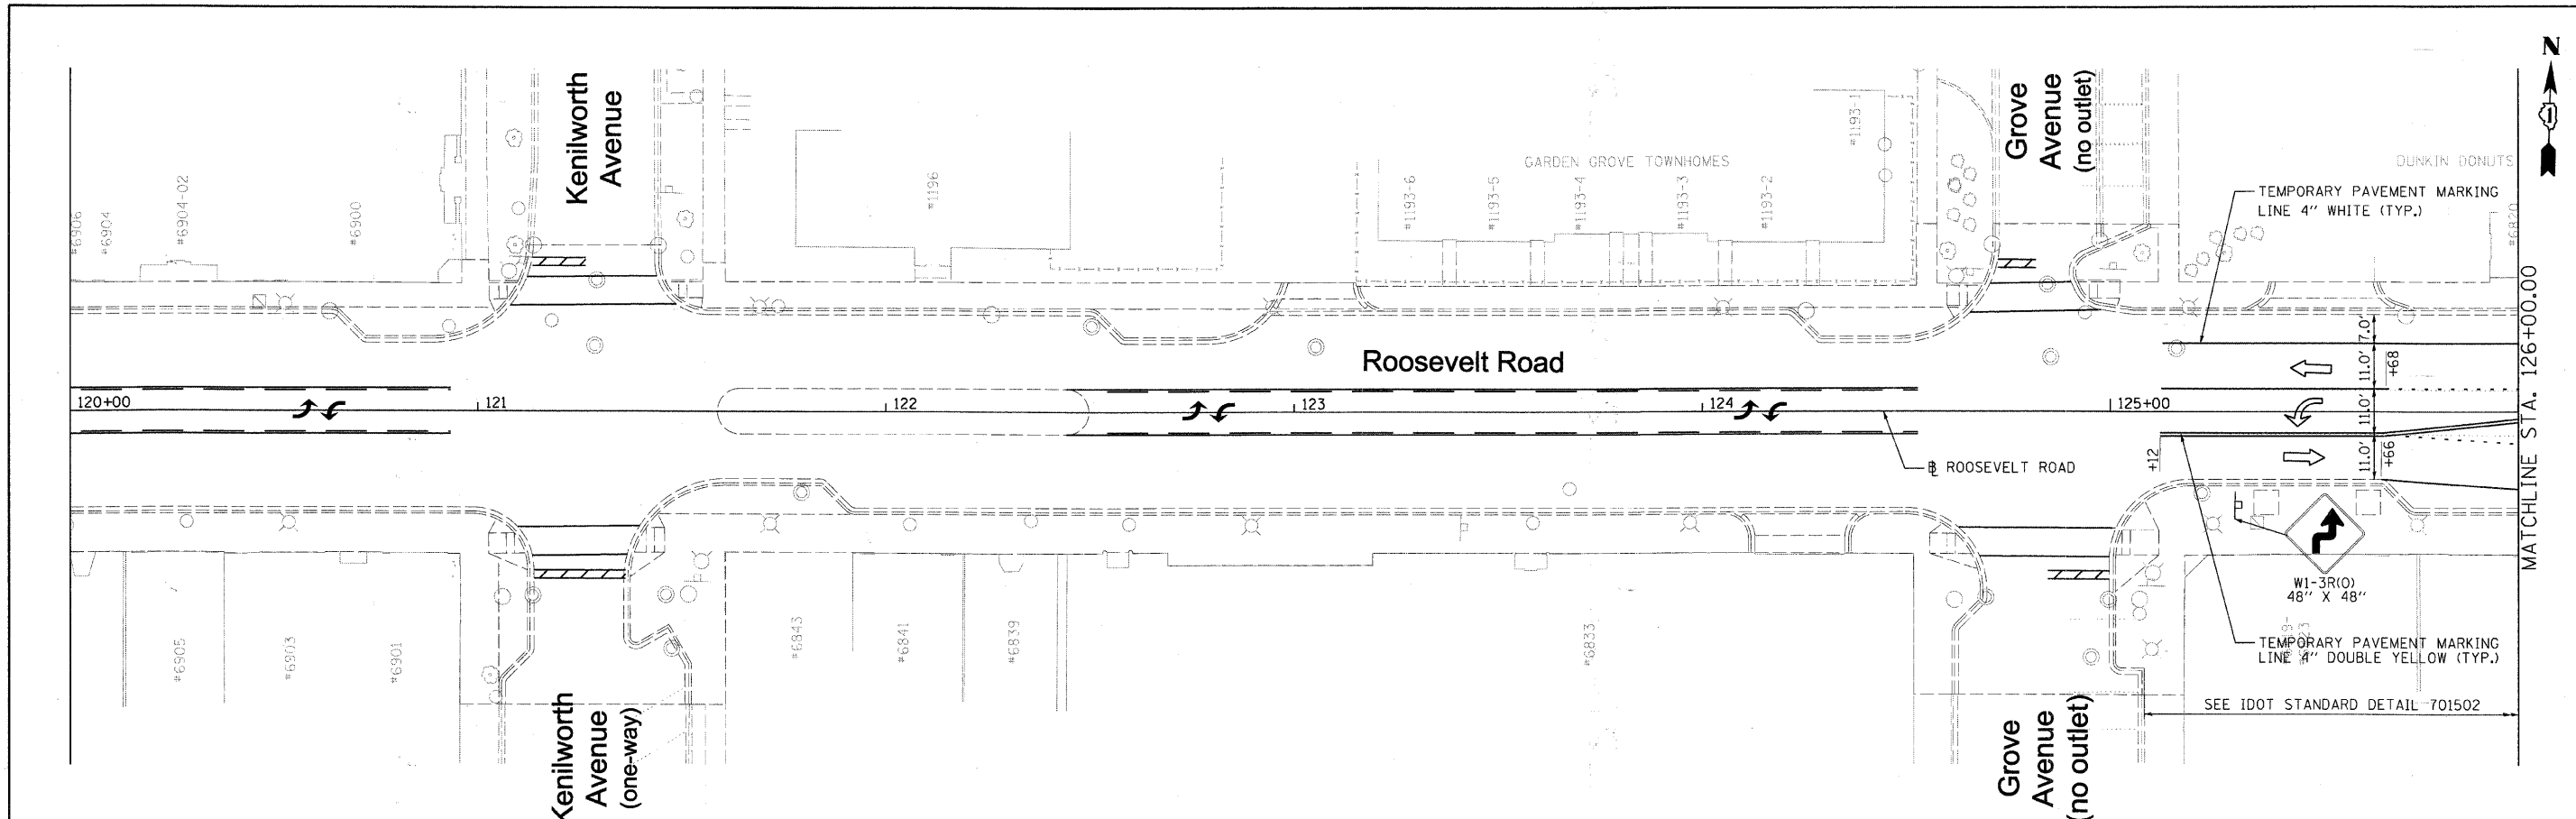 N
1
Kenilworth
Avenue
Grove
Avenue
(no outlet)
#6906
#6904
#6904-02
#6900
#1196
#1193-6
#1193-5
#1193-4
#1193-3
#1193-2
#1193-1
GARDEN GROVE TOWNHOMES
DUNKIN DONUTS
#6820
TEMPORARY PAVEMENT MARKING
LINE 4" WHITE (TYP.)
MATCHLINE STA. 126+00.00
Roosevelt Road
7.0'
11.0'
11.0'
11.0'
+68
+66
+12
120+00
121
122
123
124
125+00
℄ ROOSEVELT ROAD
W1-3R(O)
48" X 48"
TEMPORARY PAVEMENT MARKING
LINE 4" DOUBLE YELLOW (TYP.)
SEE IDOT STANDARD DETAIL 701502
#6905
#6903
#6901
#6843
#6841
#6839
#6833
Kenilworth
Avenue
(one-way)
Grove
Avenue
(no outlet)